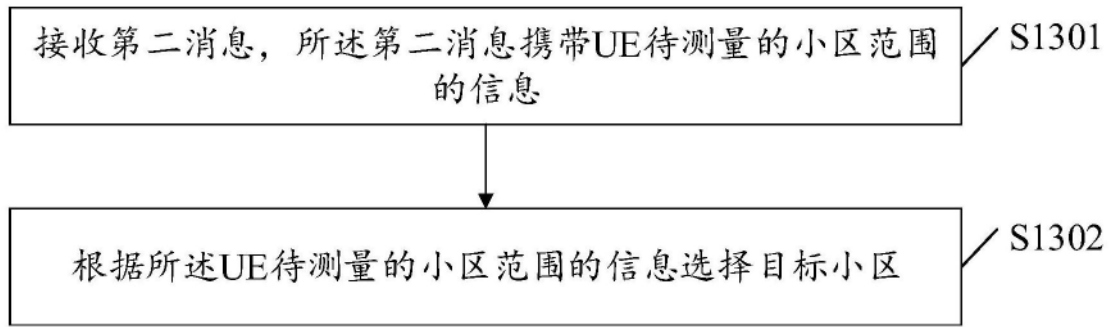 接收第二消息，所述第二消息携带UE待测量的小区范围
的信息
S1301
根据所述UE待测量的小区范围的信息选择目标小区
S1302